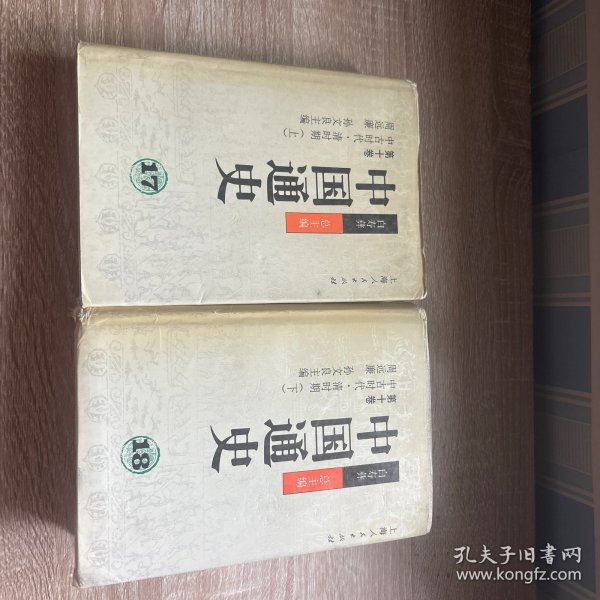 中国通史
第十卷
中古时代·清时期(上)
周远廉 孙文良主编
17
白寿彝
总主编
上海人民出版社
中国通史
第十卷
中古时代·清时期(下)
周远廉 孙文良主编
18
白寿彝
总主编
上海人民出版社
孔夫子旧书网
www.kongfz.com